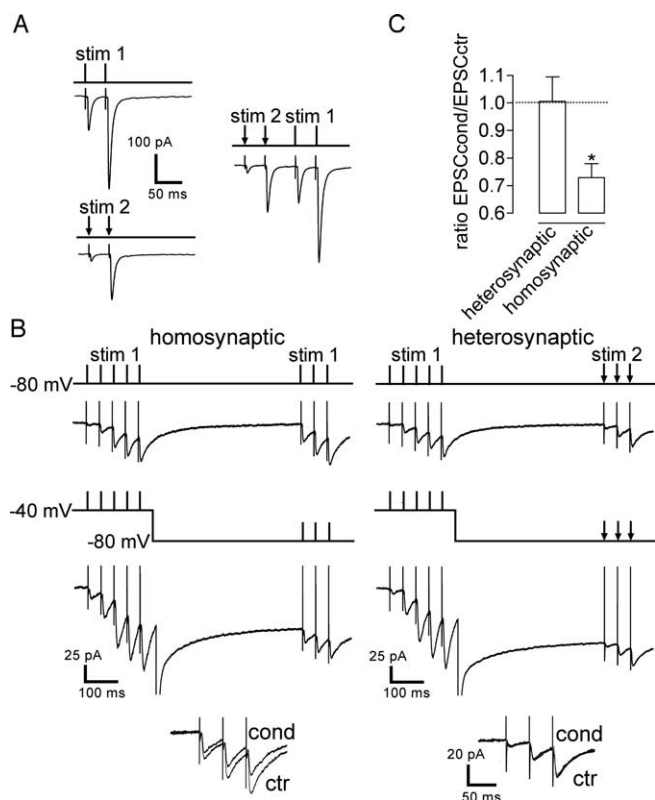 A
stim 1
100 pA
50 ms
stim 2
stim 2 stim 1
C
ratio EPSCcond/EPSCctr
1.1
1.0
0.9
0.8
0.7
0.6
*
heterosynaptic
homosynaptic
B
homosynaptic
stim 1 stim 1
-80 mV
-40 mV
-80 mV
25 pA
100 ms
cond
ctr
heterosynaptic
stim 1 stim 2
25 pA
100 ms
cond
ctr
20 pA
50 ms